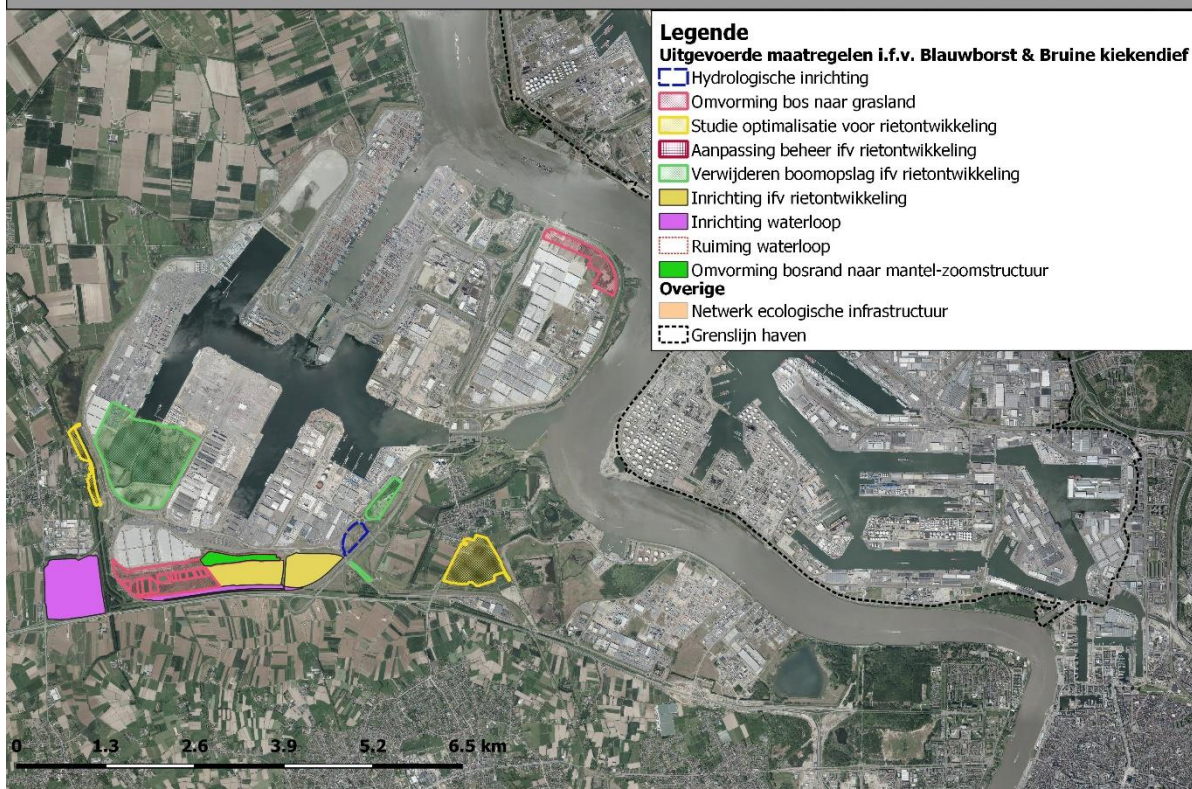 Legende
Uitgevoerde maatregelen i.f.v. Blauwborst & Bruine kiekendief
Hydrologische inrichting
Omvorming bos naar grasland
Studie optimalisatie voor rietontwikkeling
Aanpassing beheer ifv rietontwikkeling
Verwijderen boomopslag ifv rietontwikkeling
Inrichting ifv rietontwikkeling
Inrichting waterloop
Ruiming waterloop
Omvorming bosrand naar mantel-zoomstructuur
Overige
Netwerk ecologische infrastructuur
Grenslijn haven
0 1.3 2.6 3.9 5.2 6.5 km